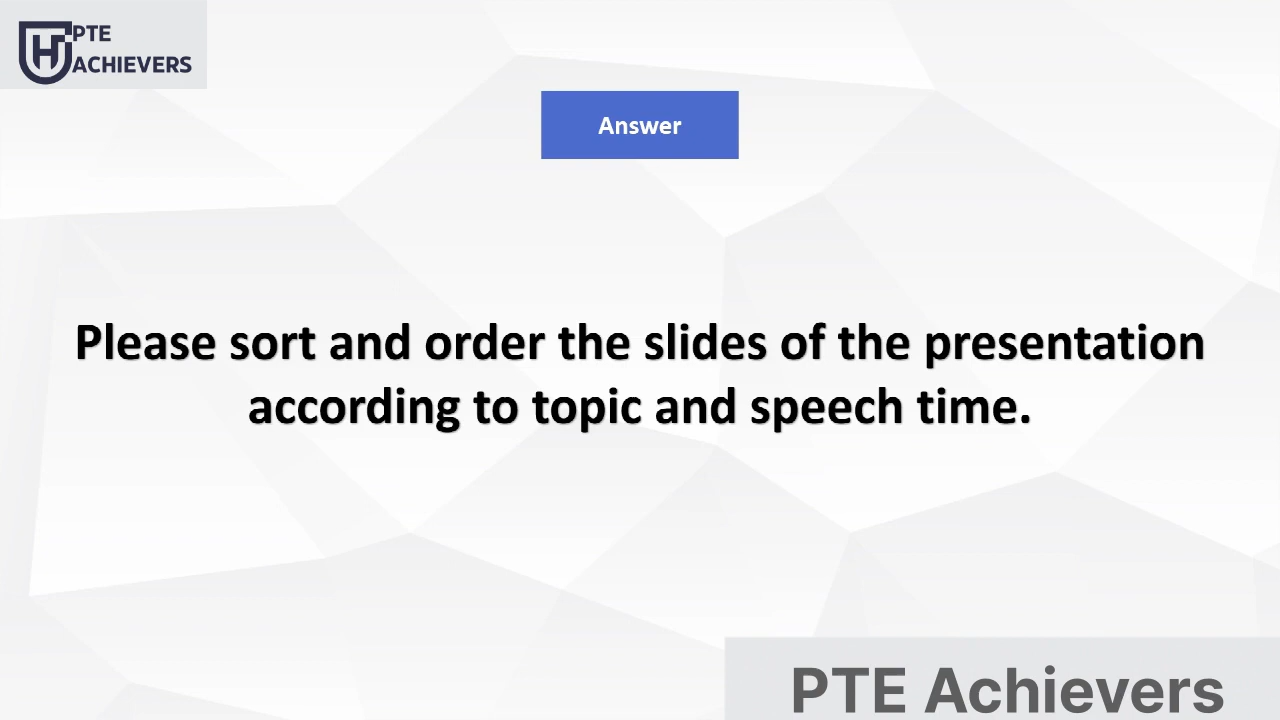 PTE
ACHIEVERS
Answer
Please sort and order the slides of the presentation
according to topic and speech time.
PTE Achievers